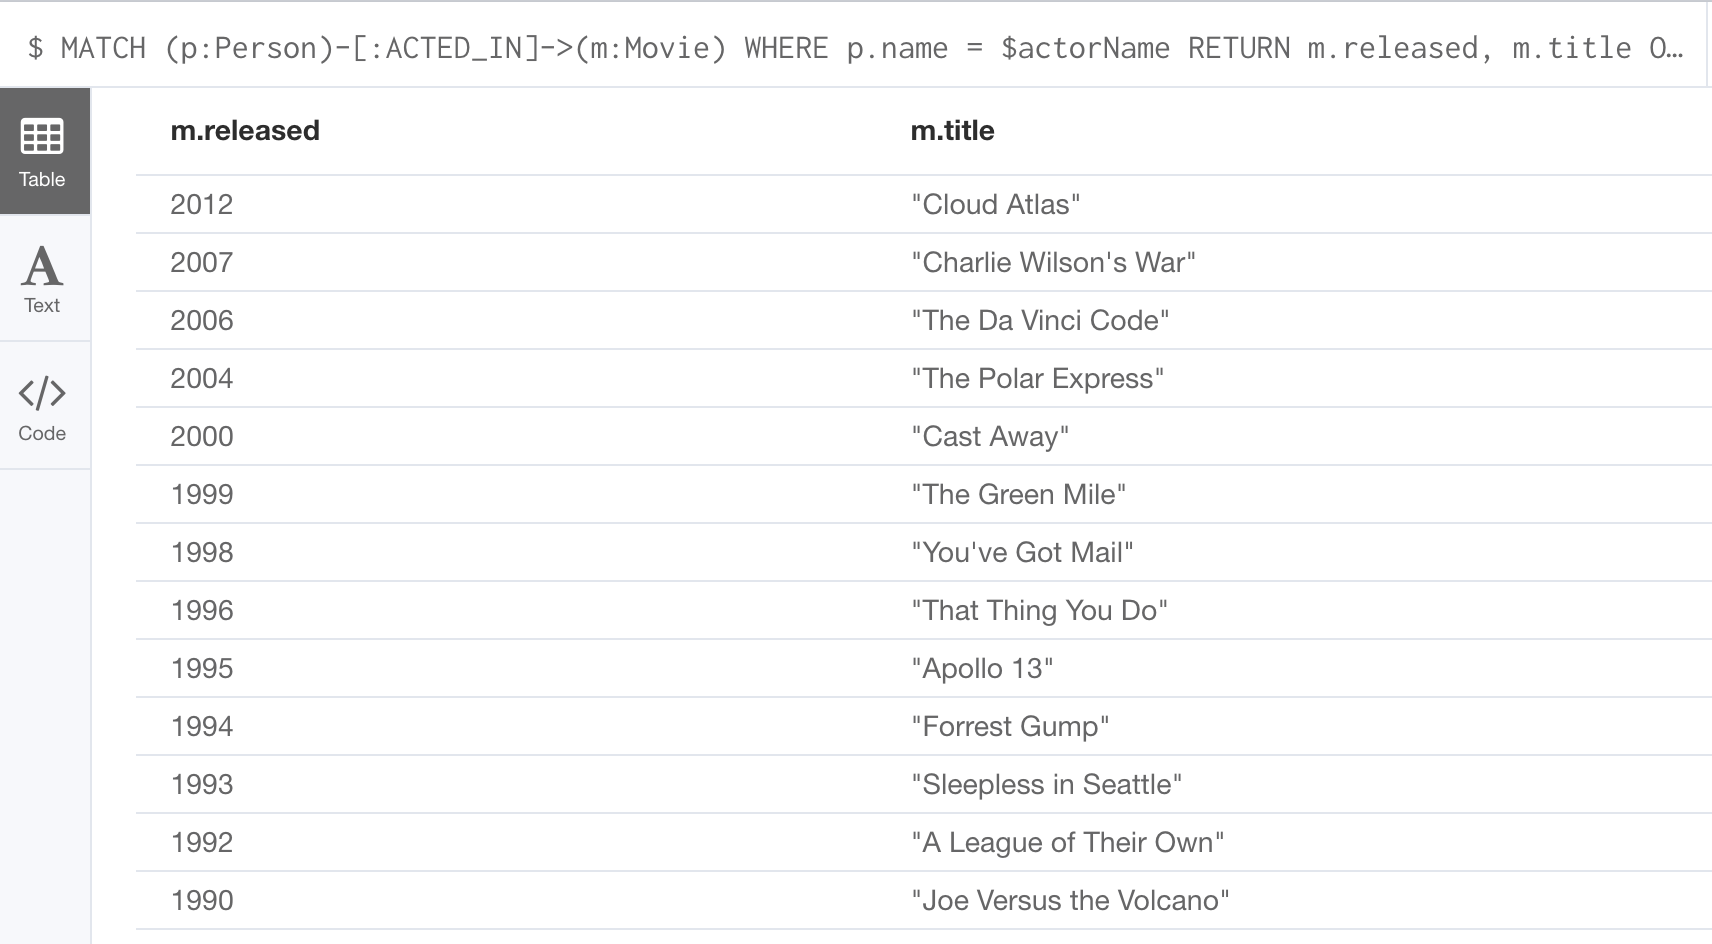 $ MATCH (p:Person)-[:ACTED_IN]->(m:Movie) WHERE p.name = $actorName RETURN m.released, m.title O…
Table
Text
Code
m.released m.title
2012 "Cloud Atlas"
2007 "Charlie Wilson's War"
2006 "The Da Vinci Code"
2004 "The Polar Express"
2000 "Cast Away"
1999 "The Green Mile"
1998 "You've Got Mail"
1996 "That Thing You Do"
1995 "Apollo 13"
1994 "Forrest Gump"
1993 "Sleepless in Seattle"
1992 "A League of Their Own"
1990 "Joe Versus the Volcano"